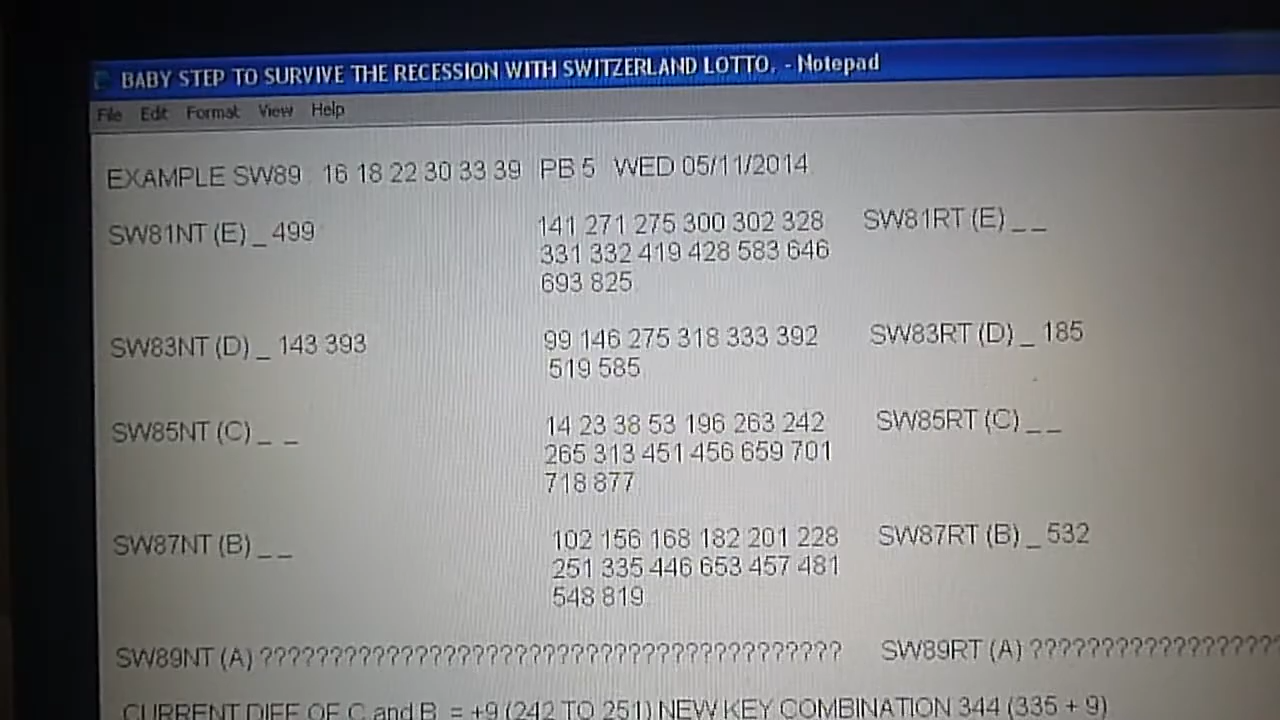 BABY STEP TO SURVIVE THE RECESSION WITH SWITZERLAND LOTTO, - Notepad
File Edit Format View Help
EXAMPLE SW89 : 16 18 22 30 33 39 PB 5 WED 05/11/2014
SW81NT (E) _ 499 141 271 275 300 302 328 SW81RT (E) _ _
331 332 419 428 583 646
693 825
SW83NT (D) _ 143 393 99 146 275 318 333 392 SW83RT (D) _ 185
519 585
SW85NT (C) _ _ 14 23 38 53 196 263 242 SW85RT (C) _ _
265 313 451 456 659 701
718 877
SW87NT (B) _ _ 102 156 168 182 201 228 SW87RT (B) _ 532
251 335 446 653 457 481
548 819
SW89NT (A) ????????????????????????????????????????? SW89RT (A) ??????????????????
CURRENT DIFF OF C and B = +9 (242 TO 251) NEW KEY COMBINATION 344 (335 + 9)